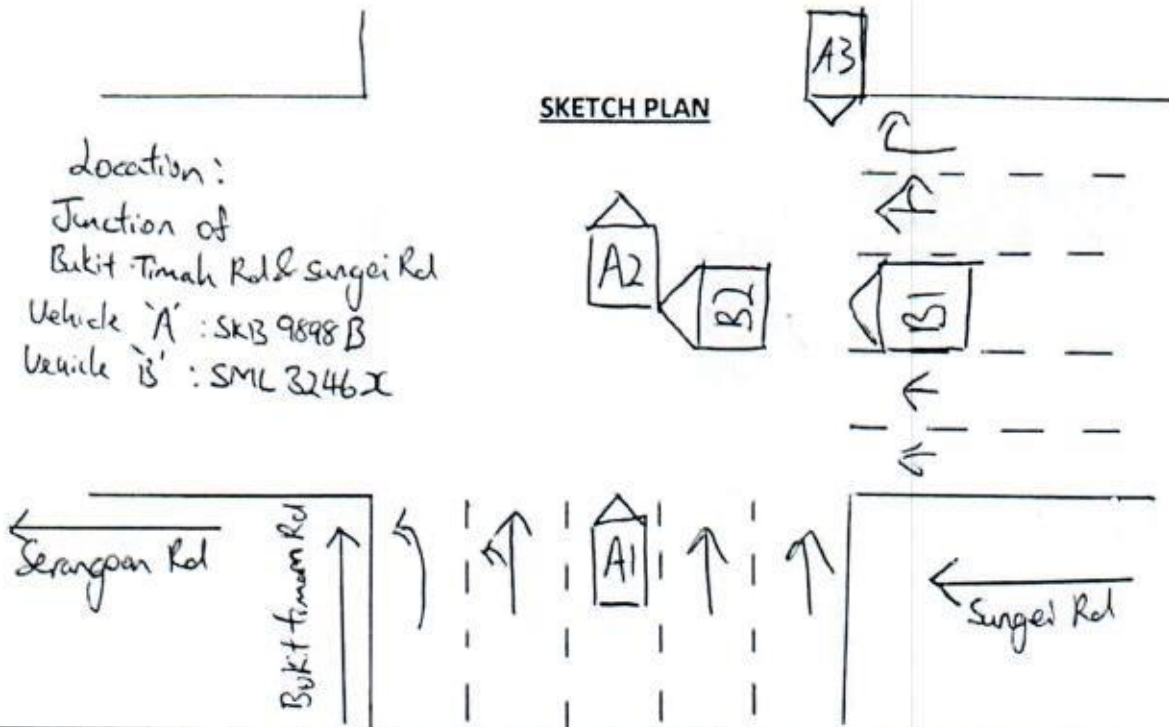 SKETCH PLAN
Location:
Junction of
Bukit Timah Rd & Sungei Rd
Vehicle 'A' : SKB 9898 B
Vehicle 'B' : SML 3246 X
A3
A2
B2
B1
A1
Serangoon Rd
Bukit timah Rd
Sungei Rd